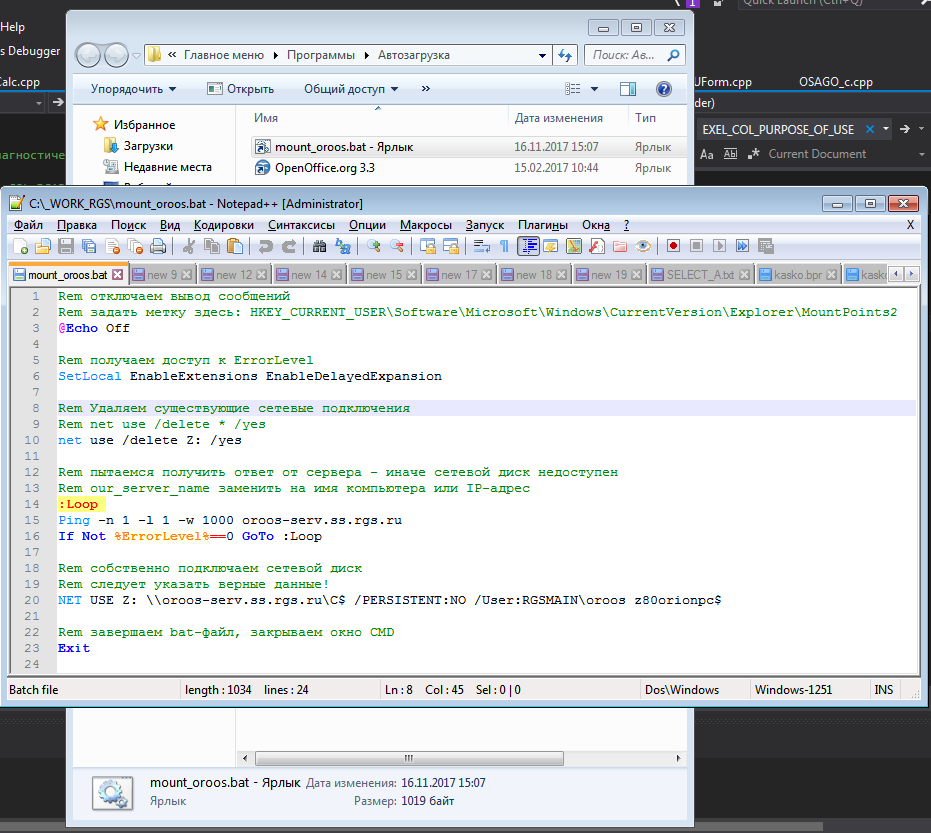 Quick Launch (Ctrl+Q)
Help
s Debugger
Calc.cpp
UForm.cpp
OSAGO_c.cpp
der)
EXEL_COL_PURPOSE_OF_USE
Aa Ab Current Document
« Главное меню Программы Автозагрузка
Поиск: Ав...
Упорядочить Открыть Общий доступ »
Избранное
Загрузки
Недавние места
Имя Дата изменения Тип
mount_oroos.bat - Ярлык 16.11.2017 15:07 Ярлык
OpenOffice.org 3.3 15.02.2017 10:44 Ярлык
C:\_WORK_RGS\mount_oroos.bat - Notepad++ [Administrator]
Файл Правка Поиск Вид Кодировки Синтаксисы Опции Макросы Запуск Плагины Окна ? X
mount_oroos.bat new 9 new 12 new 14 new 15 new 17 new 18 new 19 SELECT_A.txt kasko.bpr kasko
1 Rem отключаем вывод сообщений
2 Rem задать метку здесь: HKEY_CURRENT_USER\Software\Microsoft\Windows\CurrentVersion\Explorer\MountPoints2
3 @Echo Off
4
5 Rem получаем доступ к ErrorLevel
6 SetLocal EnableExtensions EnableDelayedExpansion
7
8 Rem Удаляем существующие сетевые подключения
9 Rem net use /delete * /yes
10 net use /delete Z: /yes
11
12 Rem пытаемся получить ответ от сервера - иначе сетевой диск недоступен
13 Rem our_server_name заменить на имя компьютера или IP-адрес
14 :Loop
15 Ping -n 1 -l 1 -w 1000 oroos-serv.ss.rgs.ru
16 If Not %ErrorLevel%==0 GoTo :Loop
17
18 Rem собственно подключаем сетевой диск
19 Rem следует указать верные данные!
20 NET USE Z: \\oroos-serv.ss.rgs.ru\C$ /PERSISTENT:NO /User:RGSMAIN\oroos z80orionpc$
21
22 Rem завершаем bat-файл, закрываем окно CMD
23 Exit
24
Batch file length : 1034 lines : 24 Ln : 8 Col : 45 Sel : 0 | 0 Dos\Windows Windows-1251 INS
mount_oroos.bat - Ярлык Дата изменения: 16.11.2017 15:07
Ярлык Размер: 1019 байт